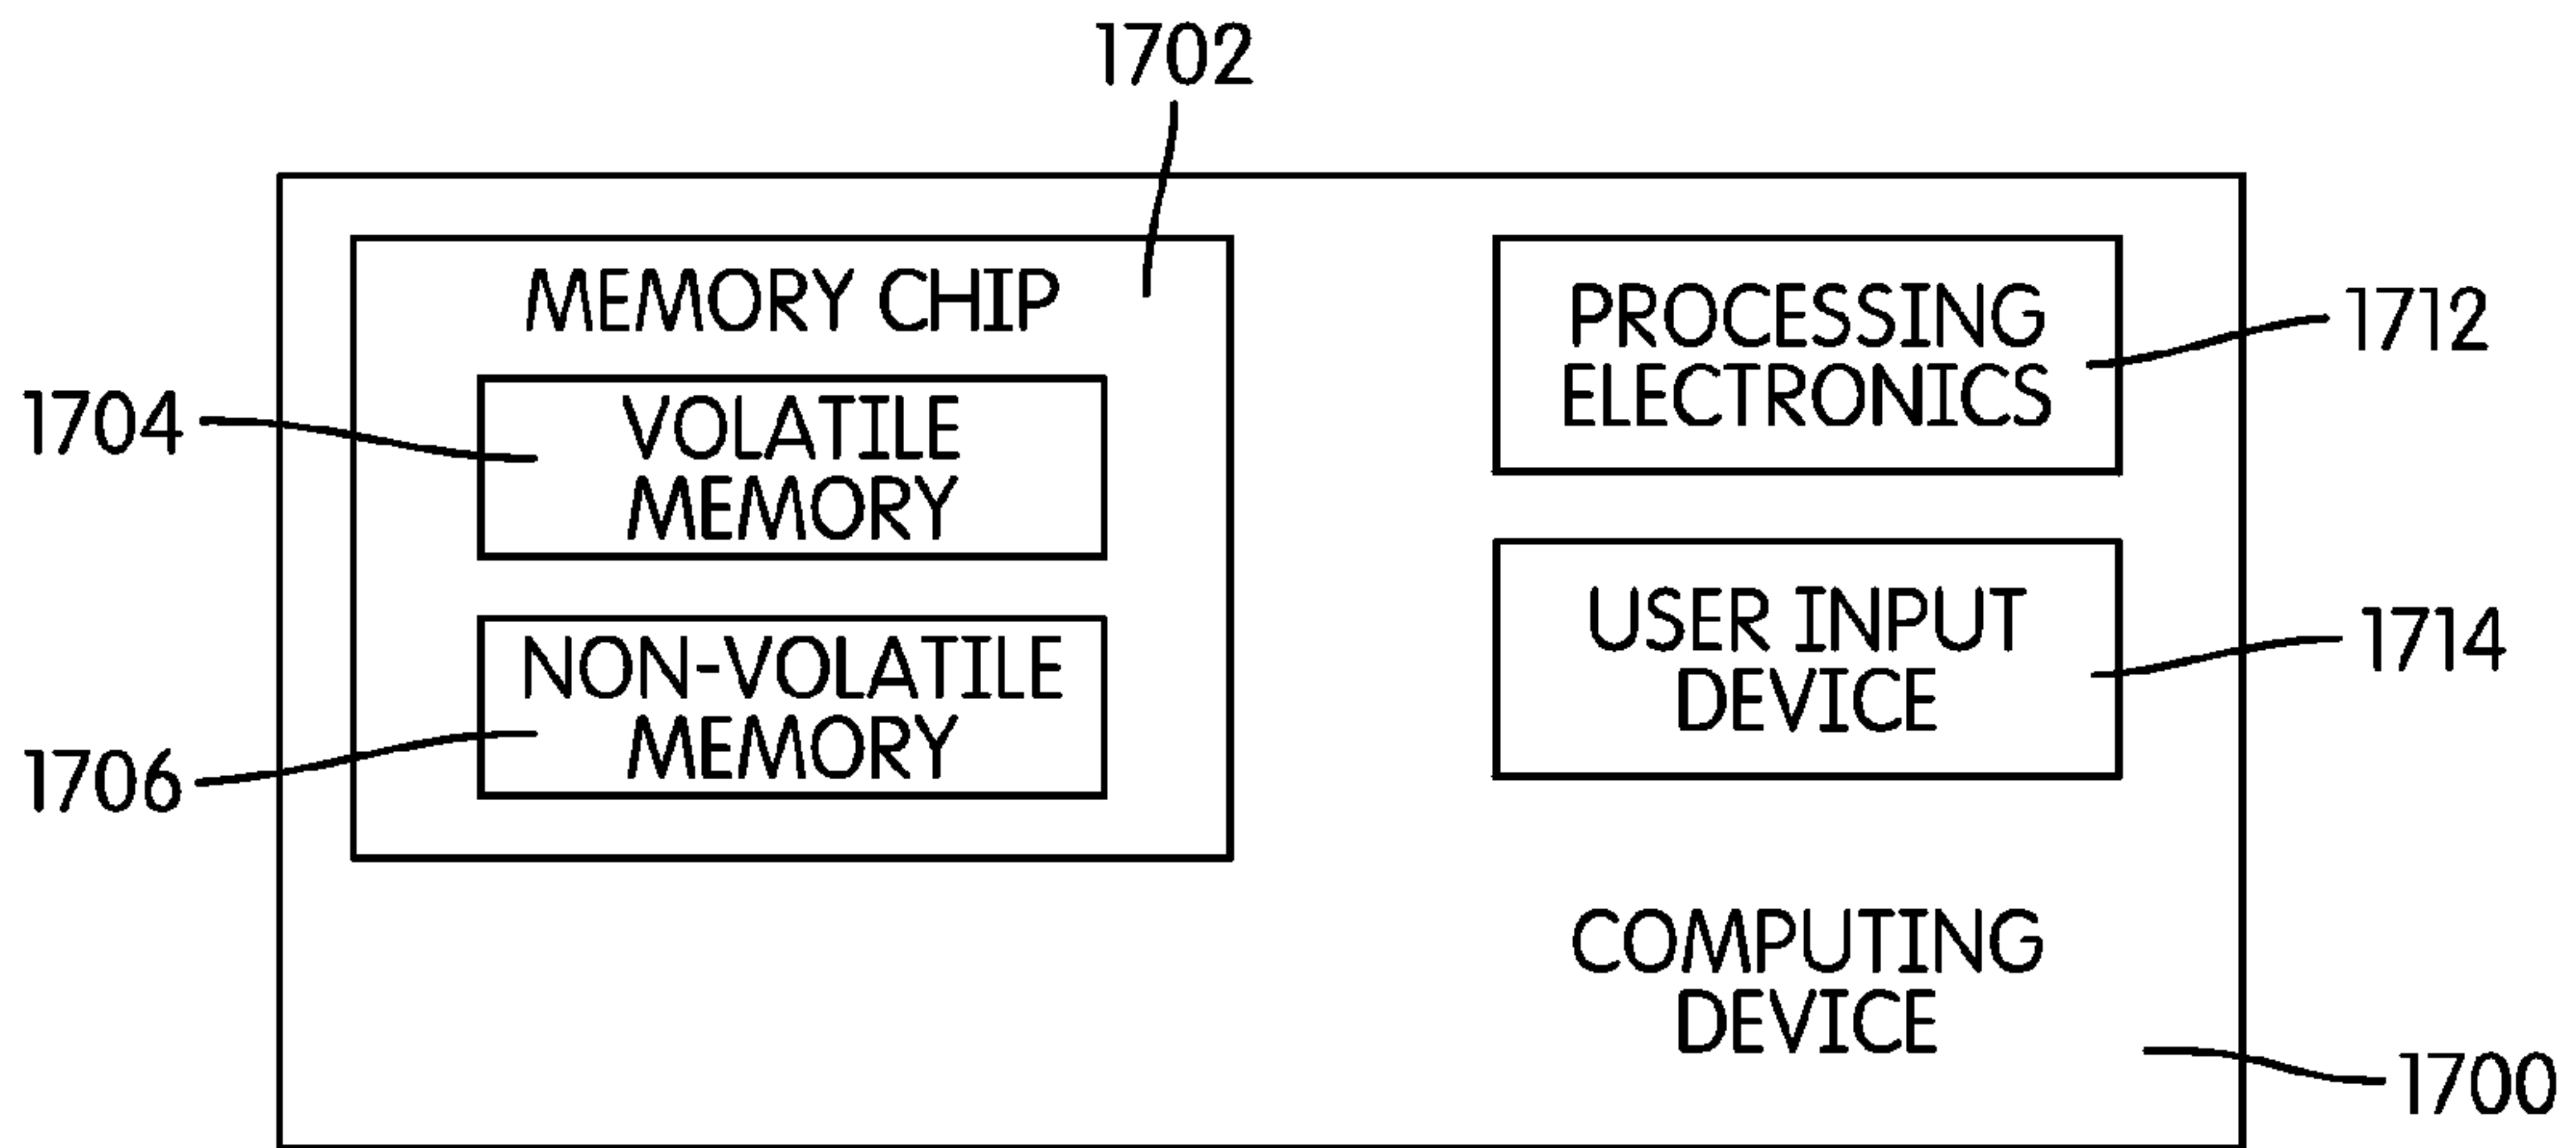 1702
MEMORY CHIP
1704
VOLATILE
MEMORY
1706
NON-VOLATILE
MEMORY
PROCESSING
ELECTRONICS
1712
USER INPUT
DEVICE
1714
COMPUTING
DEVICE
1700